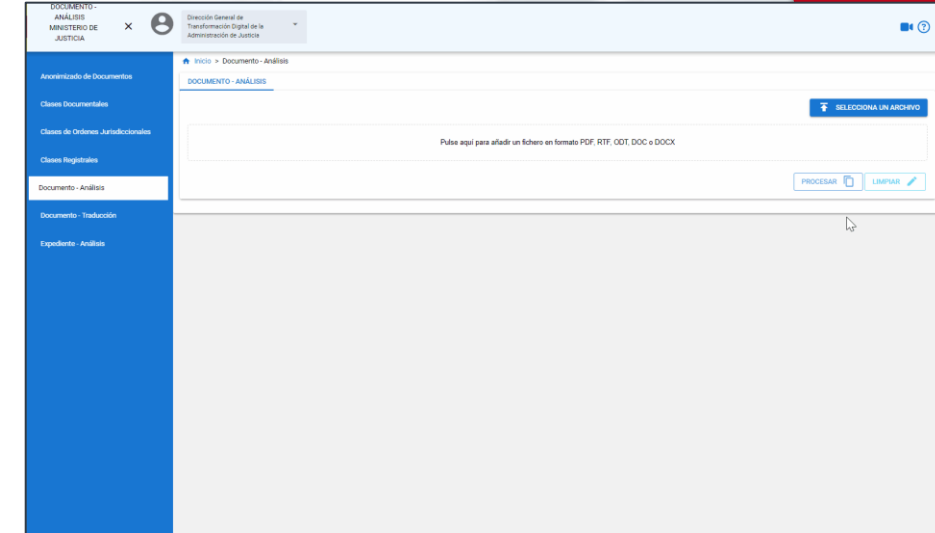 DOCUMENTO -
ANÁLISIS
MINISTERIO DE
JUSTICIA
Dirección General de
Transformación Digital de la
Administración de Justicia
Inicio > Documento - Análisis
DOCUMENTO - ANÁLISIS
SELECCIONA UN ARCHIVO
Pulse aquí para añadir un fichero en formato PDF, RTF, ODT, DOC o DOCX
PROCESAR
LIMPIAR
Anonimizado de Documentos
Clases Documentales
Clases de Ordenes Jurisdiccionales
Clases Registrales
Documento - Análisis
Documento - Traducción
Expediente - Análisis